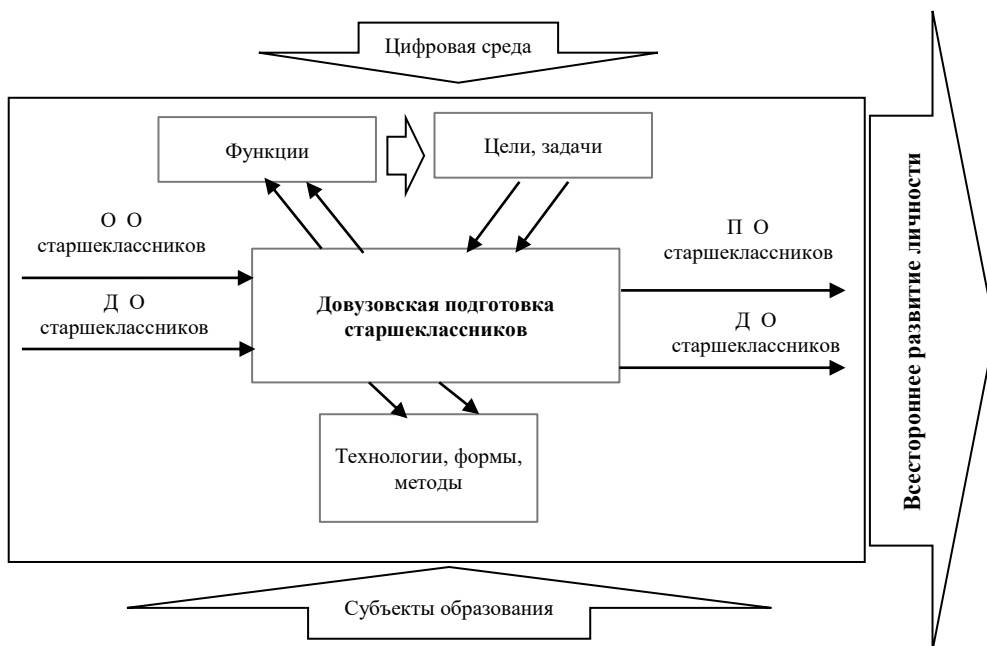 Цифровая среда
Функции
Цели, задачи
О О
старшеклассников
П О
старшеклассников
Д О
старшеклассников
Довузовская подготовка
старшеклассников
Д О
старшеклассников
Технологии, формы,
методы
Всестороннее развитие личности
Субъекты образования